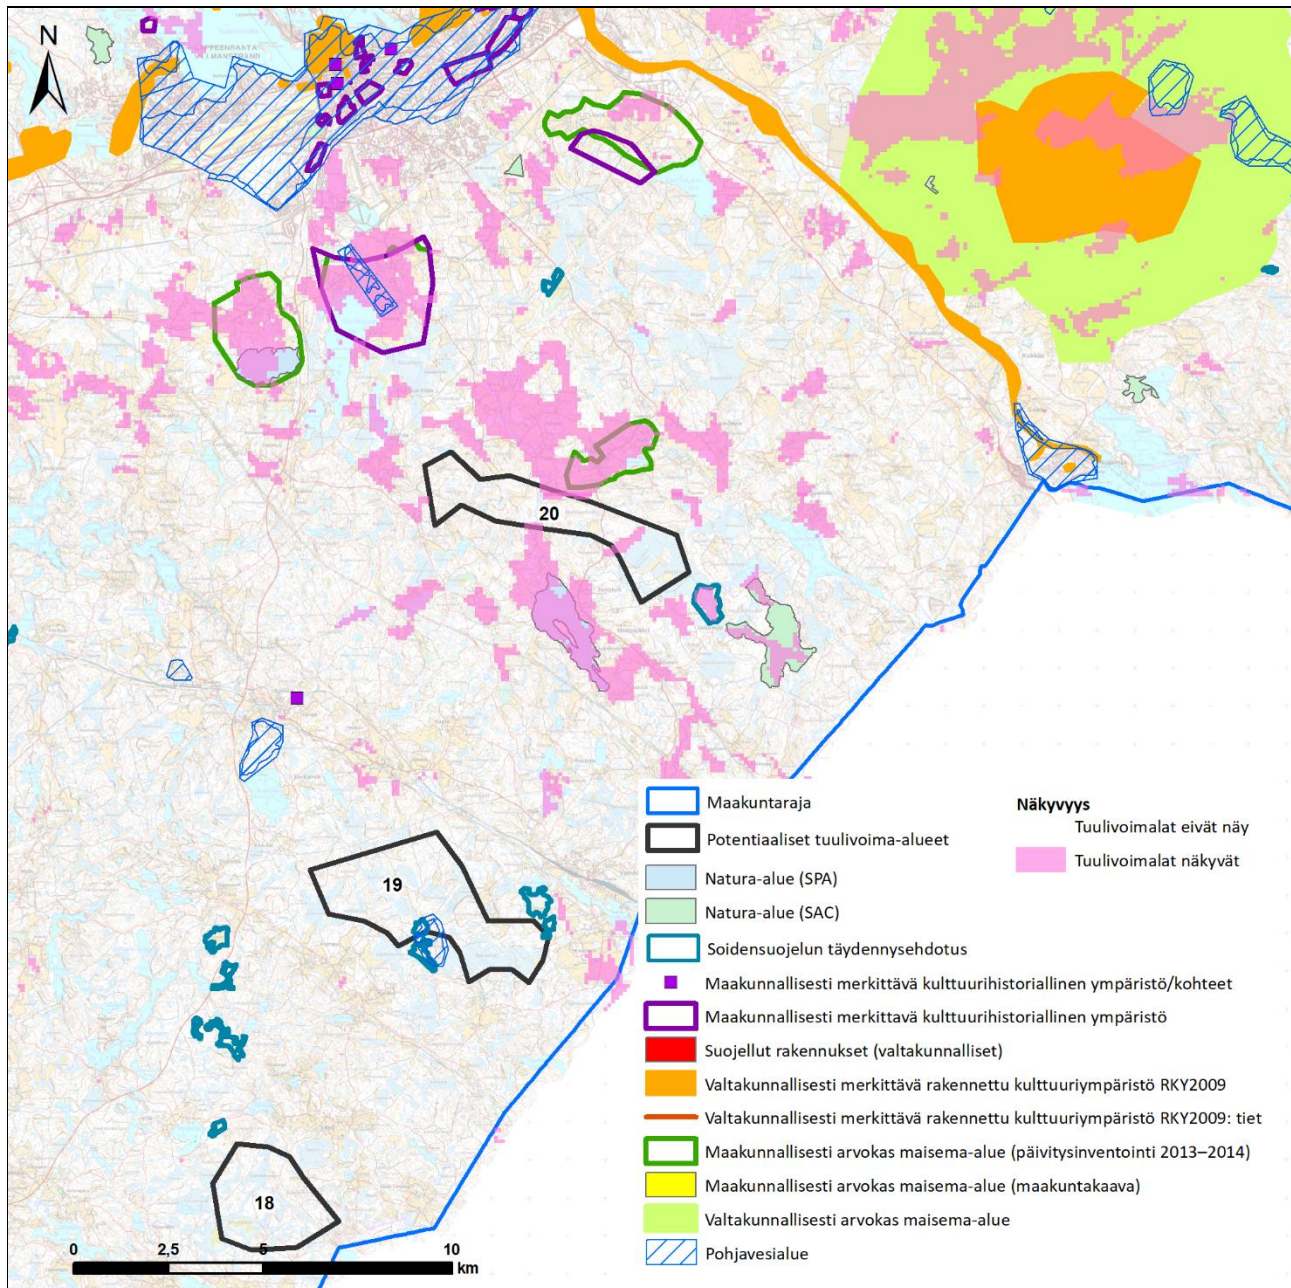 N
LAPPEENRANTA
20
19
18
0 2,5 5 10
km
Maakuntaraja
Potentiaaliset tuulivoima-alueet
Natura-alue (SPA)
Natura-alue (SAC)
Soidensuojelun täydennysehdotus
Maakunnallisesti merkittävä kulttuurihistoriallinen ympäristö/kohteet
Maakunnallisesti merkittävä kulttuurihistoriallinen ympäristö
Suojellut rakennukset (valtakunnalliset)
Valtakunnallisesti merkittävä rakennettu kulttuuriympäristö RKY2009
Valtakunnallisesti merkittävä rakennettu kulttuuriympäristö RKY2009: tiet
Maakunnallisesti arvokas maisema-alue (päivitysinventointi 2013–2014)
Maakunnallisesti arvokas maisema-alue (maakuntakaava)
Valtakunnallisesti arvokas maisema-alue
Pohjavesialue
Näkyvyys
Tuulivoimalat eivät näy
Tuulivoimalat näkyvät